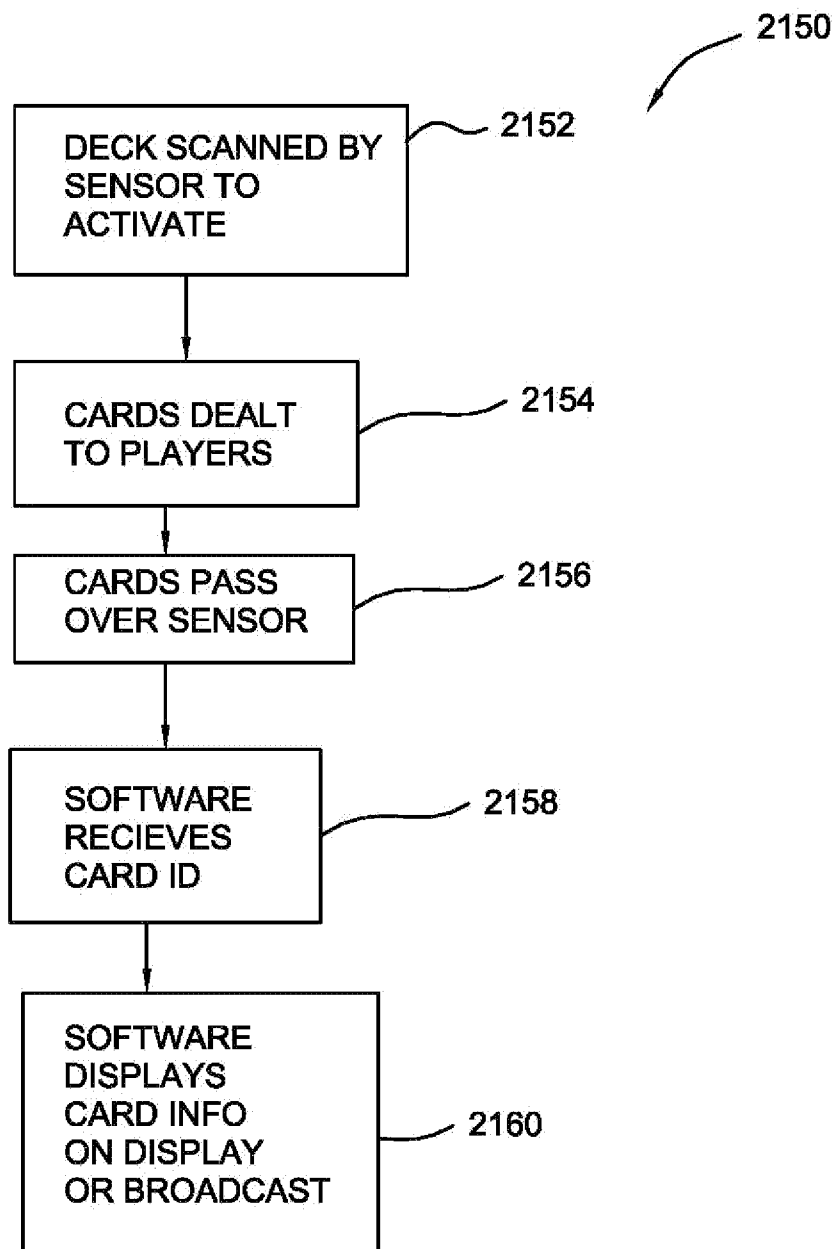 2150
DECK SCANNED BY
SENSOR TO
ACTIVATE
2152
CARDS DEALT
TO PLAYERS
2154
CARDS PASS
OVER SENSOR
2156
SOFTWARE
RECIEVES
CARD ID
2158
SOFTWARE
DISPLAYS
CARD INFO
ON DISPLAY
OR BROADCAST
2160